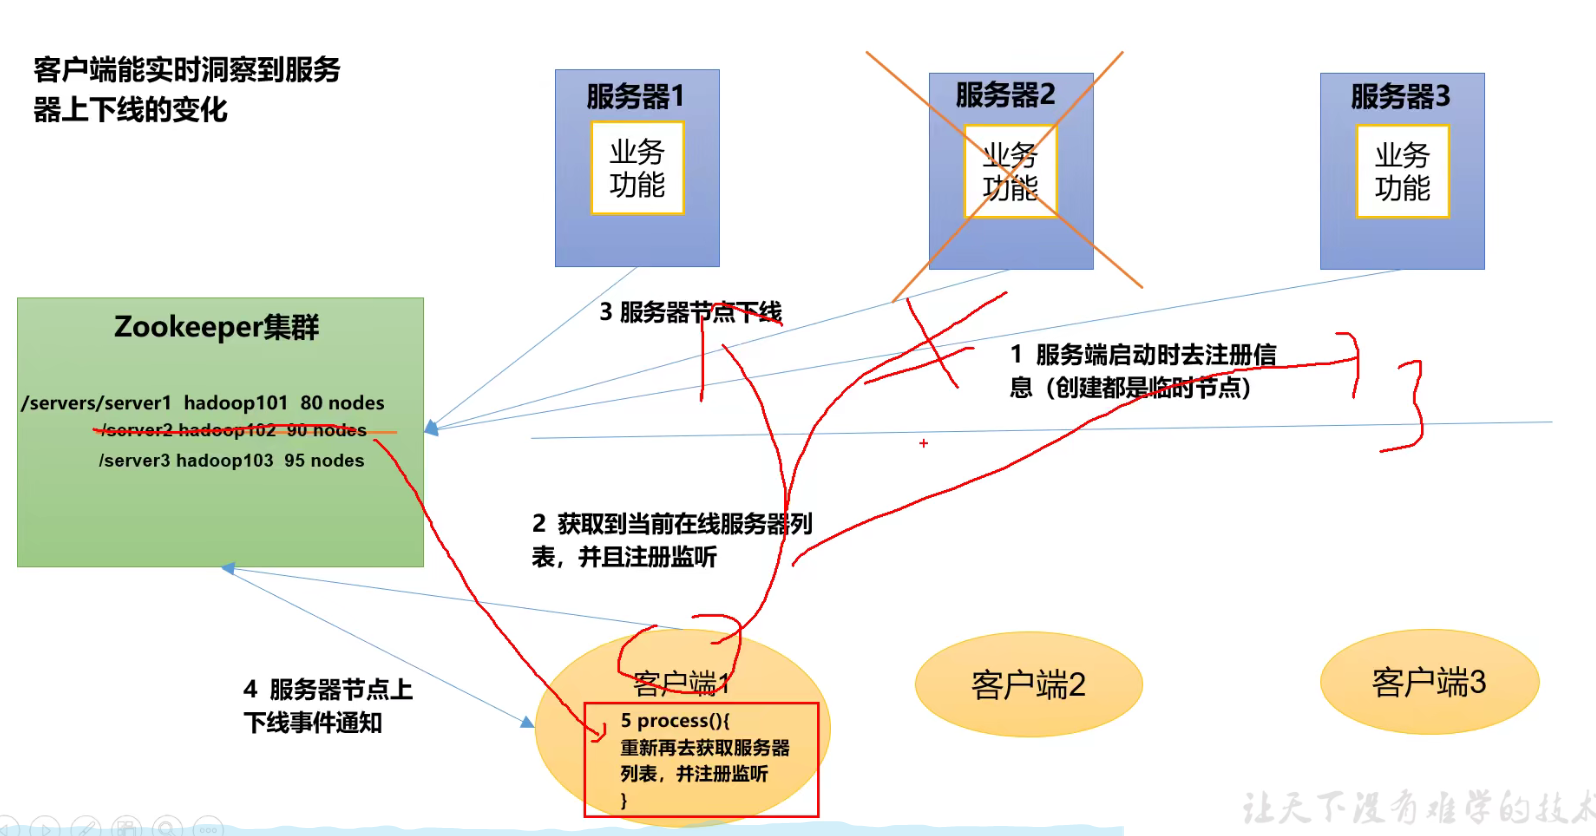 客户端能实时洞察到服务
器上下线的变化
服务器1
业务
功能
服务器2
业务
功能
服务器3
业务
功能
3 服务器节点下线
Zookeeper集群
1 服务端启动时去注册信
息（创建都是临时节点）
/servers/server1 hadoop101 80 nodes
/server2 hadoop102 90 nodes
/server3 hadoop103 95 nodes
2 获取到当前在线服务器列
表，并且注册监听
4 服务器节点上
下线事件通知
客户端1
5 process(){
重新再去获取服务器
列表，并注册监听
}
客户端2
客户端3
让天下没有难学的技术